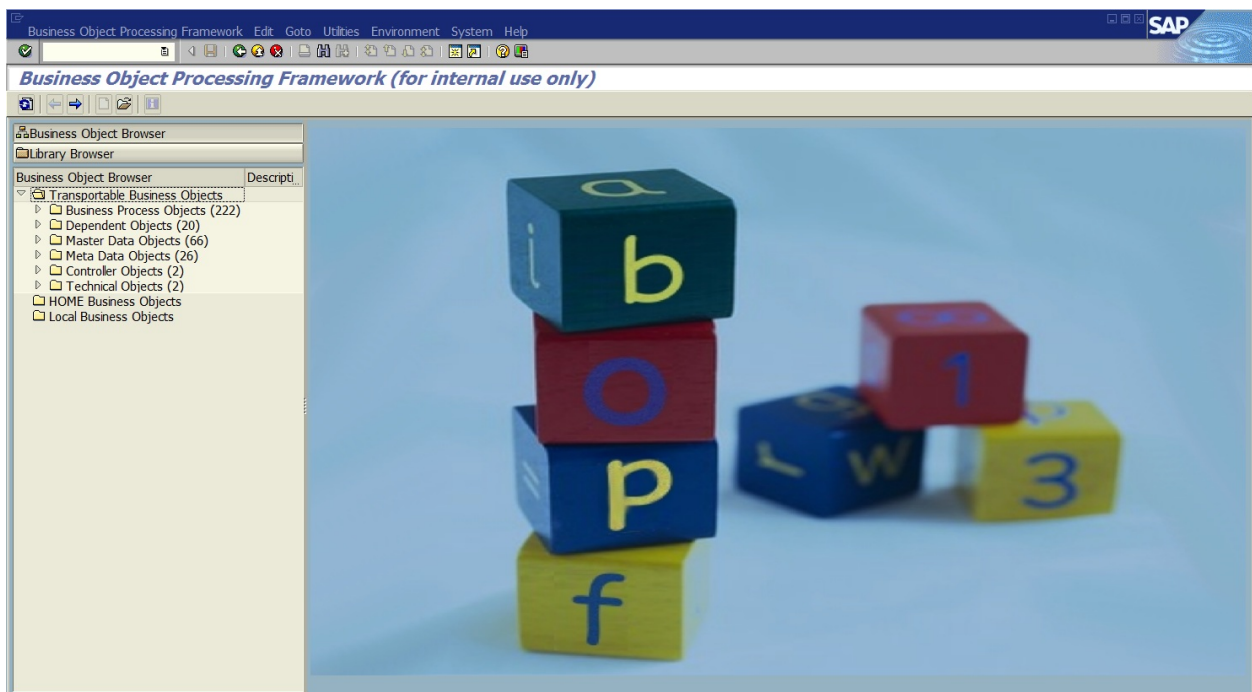 Business Object Processing Framework Edit Goto Utilities Environment System Help
SAP
Business Object Processing Framework (for internal use only)
Business Object Browser
Library Browser
Business Object Browser Descripti...
Transportable Business Objects
Business Process Objects (222)
Dependent Objects (20)
Master Data Objects (66)
Meta Data Objects (26)
Controller Objects (2)
Technical Objects (2)
HOME Business Objects
Local Business Objects
a
i b
o
p
f
8
1
w
3